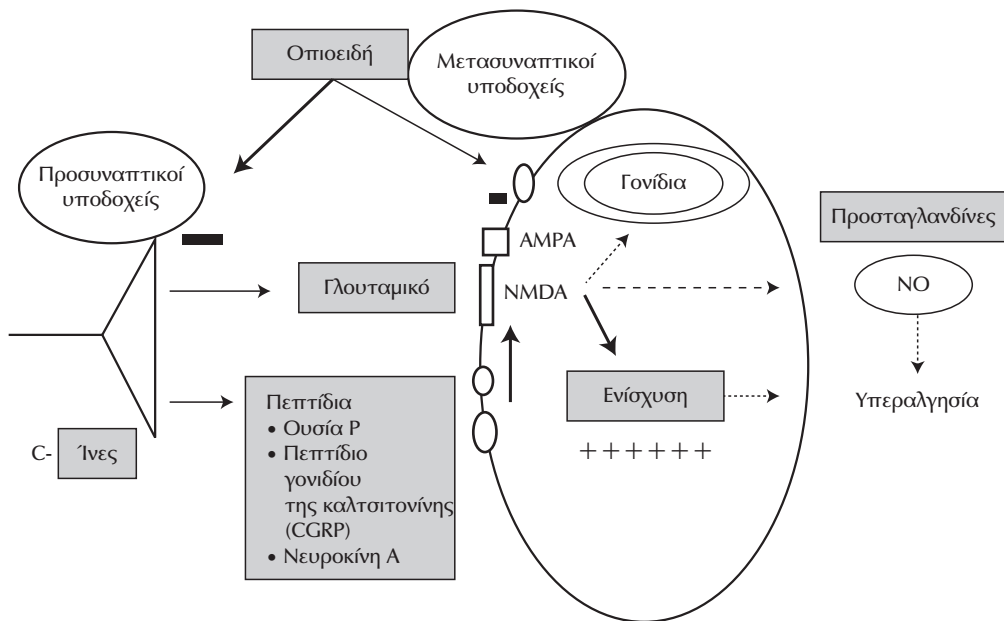 Οπιοειδή
Μετασυναπτικοί
υποδοχείς
Προσυναπτικοί
υποδοχείς
Γονίδια
Προσταγλανδίνες
AMPA
Γλουταμικό
NMDA
NO
Πεπτίδια
• Ουσία P
• Πεπτίδιο
γονιδίου
της καλτσιτονίνης
(CGRP)
• Νευροκίνη Α
Ενίσχυση
Υπεραλγησία
++++++
C- Ίνες